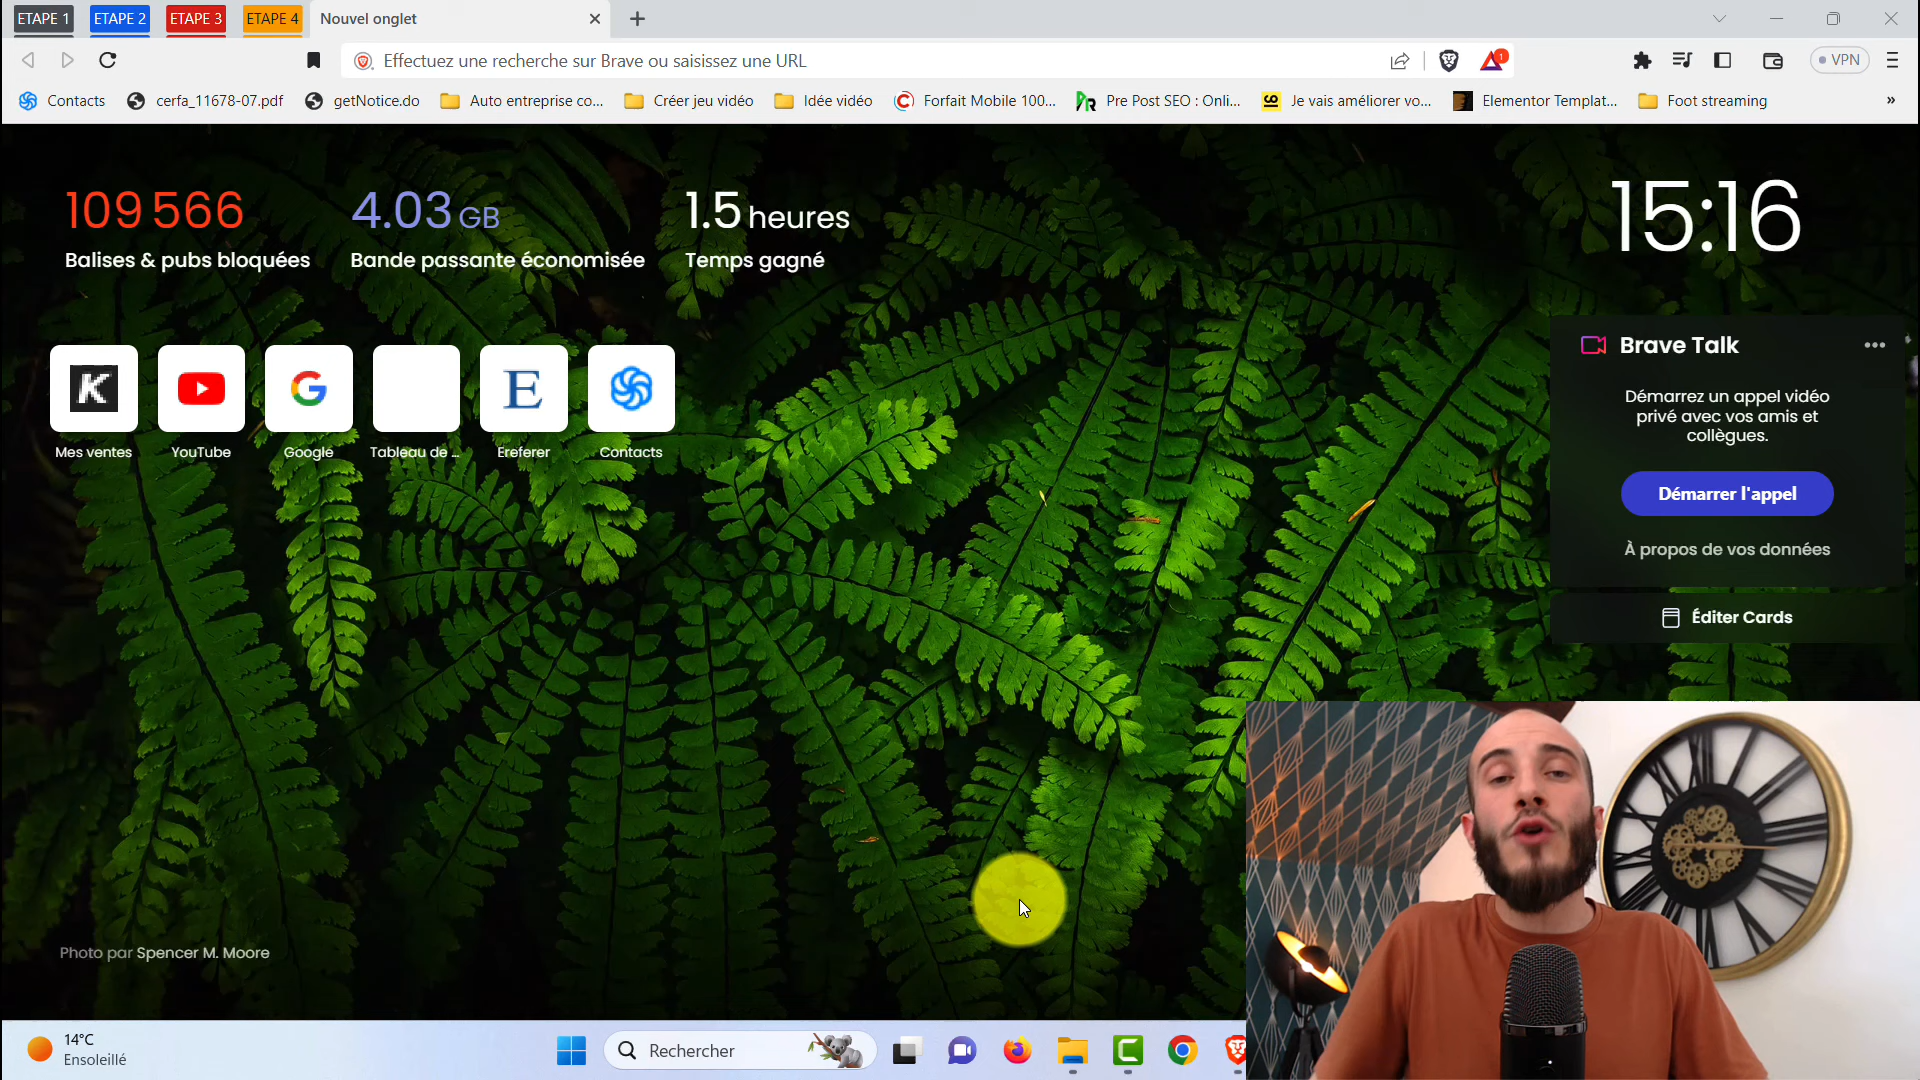 ETAPE 1
ETAPE 2
ETAPE 3
ETAPE 4
Nouvel onglet
Effectuez une recherche sur Brave ou saisissez une URL
1
VPN
Contacts
cerfa_11678-07.pdf
getNotice.do
Auto entreprise co...
Créer jeu vidéo
Idée vidéo
Forfait Mobile 100...
Pre Post SEO : Onli...
Je vais améliorer vo...
Elementor Templat...
Foot streaming
»
109 566
Balises & pubs bloquées
4.03 GB
Bande passante économisée
1.5 heures
Temps gagné
15:16
K
Mes ventes
YouTube
G
Google
Tableau de ...
E
Ereferer
Contacts
Brave Talk
Démarrez un appel vidéo
privé avec vos amis et
collègues.
Démarrer l'appel
À propos de vos données
Éditer Cards
Photo par Spencer M. Moore
14°C
Ensoleillé
Rechercher